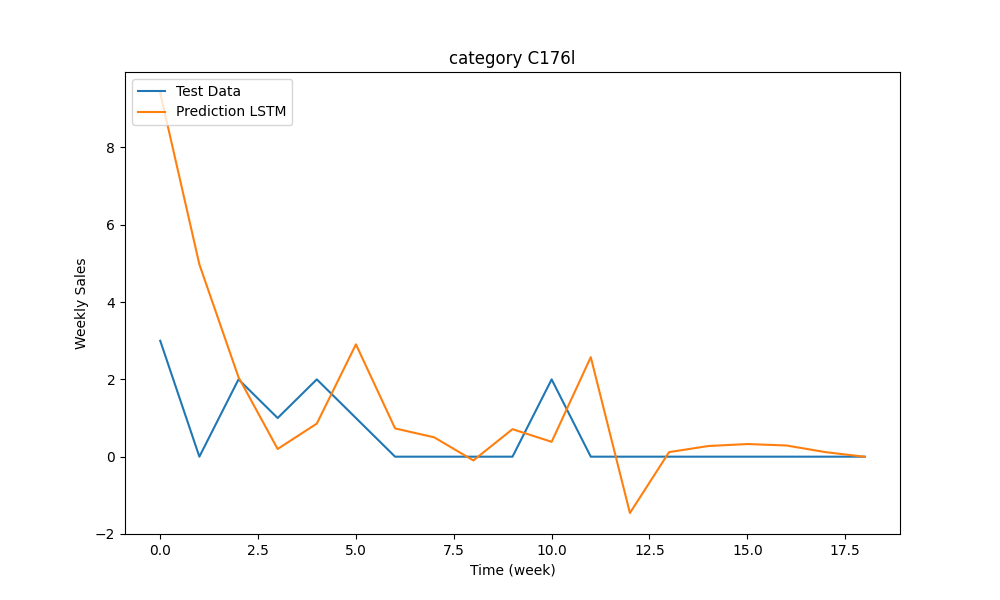 category C176l
Test Data
Prediction LSTM
Weekly Sales
8
6
4
2
0
−2
0.0 2.5 5.0 7.5 10.0 12.5 15.0 17.5
Time (week)